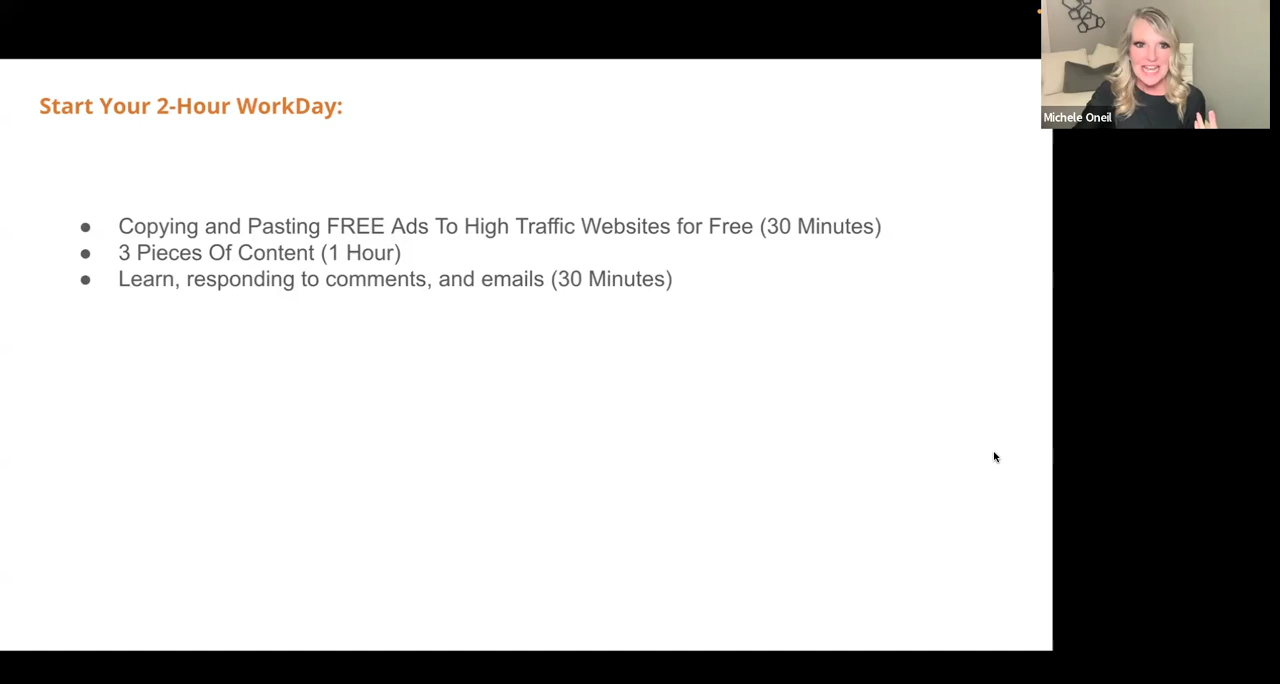 Start Your 2-Hour WorkDay:
Michele Oneil
● Copying and Pasting FREE Ads To High Traffic Websites for Free (30 Minutes)
● 3 Pieces Of Content (1 Hour)
● Learn, responding to comments, and emails (30 Minutes)